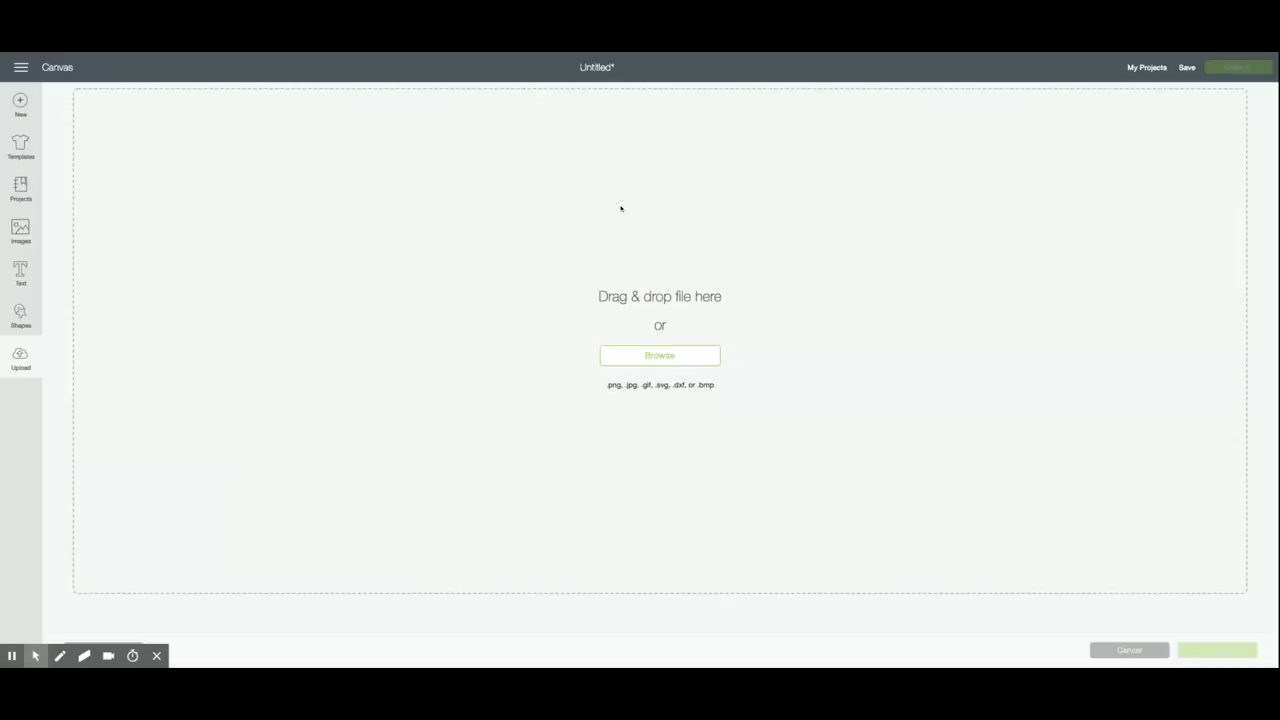 Canvas
Untitled*
My Projects
Save
New
Templates
Projects
Images
Text
Shapes
Upload
Drag & drop file here
or
Browse
.png, .jpg, .gif, .svg, .dxf, or .bmp
Cancel